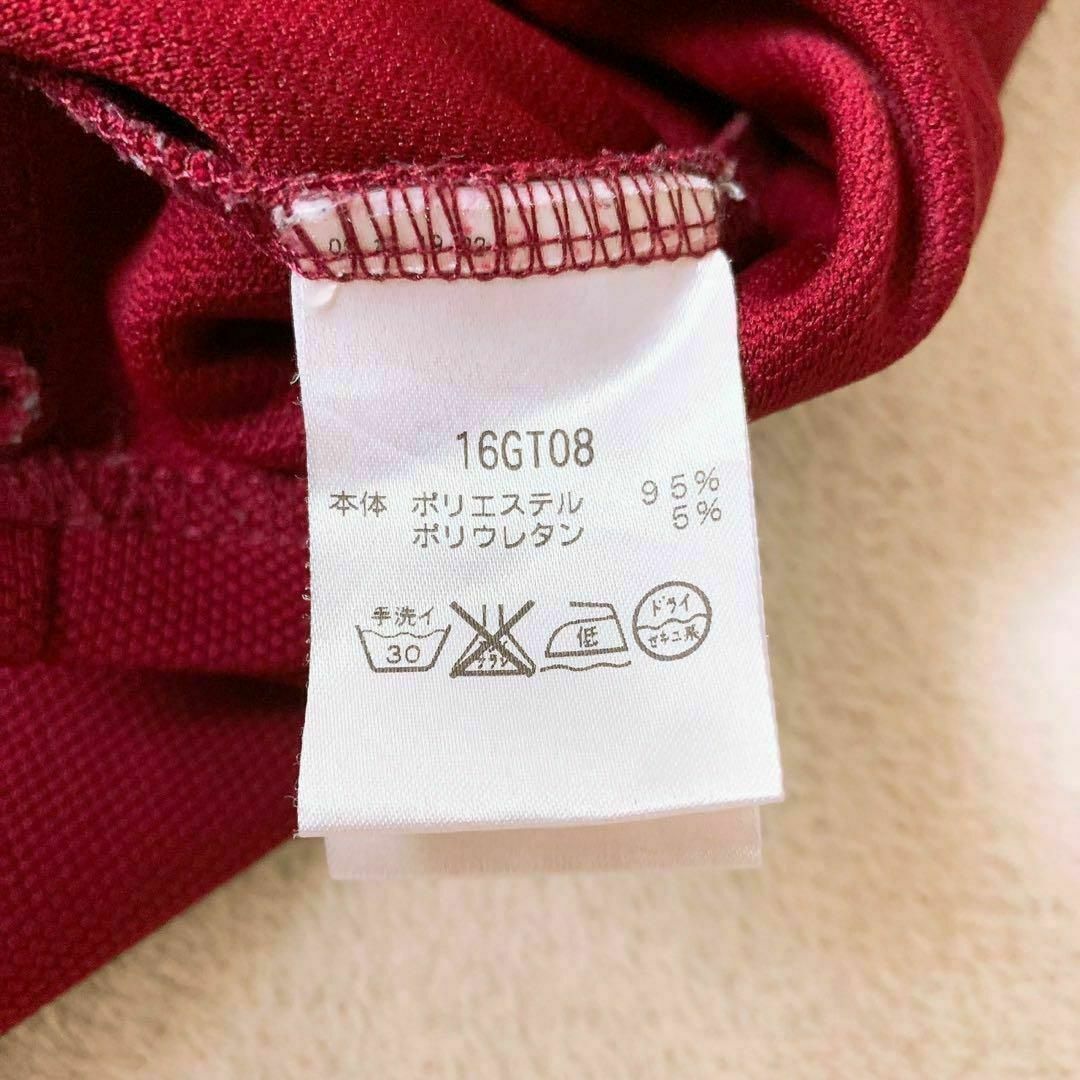 16GT08
本体 ポリエステル 95%
ポリウレタン 5%
手洗イ
30
低
ドライ
セキユ系